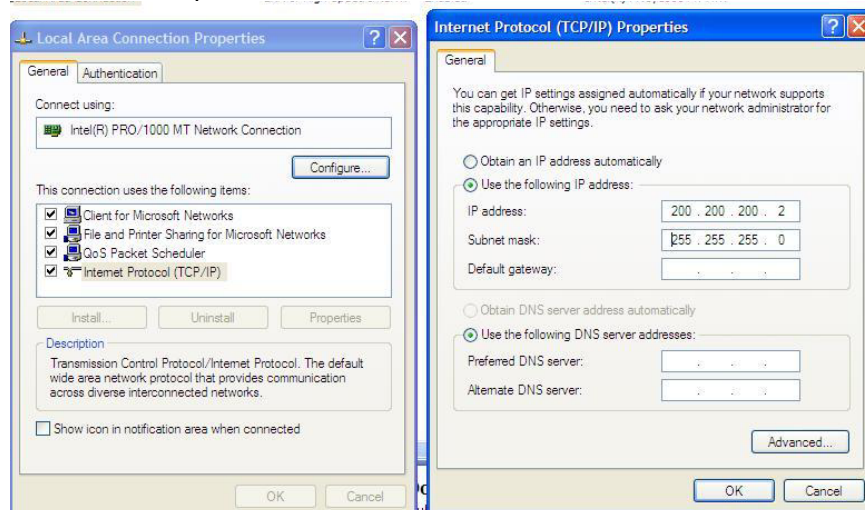 Local Area Connection Properties
General Authentication
Connect using:
Intel(R) PRO/1000 MT Network Connection
Configure...
This connection uses the following items:
Client for Microsoft Networks
File and Printer Sharing for Microsoft Networks
QoS Packet Scheduler
Internet Protocol (TCP/IP)
Install... Uninstall Properties
Description
Transmission Control Protocol/Internet Protocol. The default
wide area network protocol that provides communication
across diverse interconnected networks.
Show icon in notification area when connected
OK Cancel
Internet Protocol (TCP/IP) Properties
General
You can get IP settings assigned automatically if your network supports
this capability. Otherwise, you need to ask your network administrator for
the appropriate IP settings.
Obtain an IP address automatically
Use the following IP address:
IP address: 200 . 200 . 200 . 2
Subnet mask: 255 . 255 . 255 . 0
Default gateway: . . .
Obtain DNS server address automatically
Use the following DNS server addresses:
Preferred DNS server: . . .
Alternate DNS server: . . .
Advanced...
OK Cancel